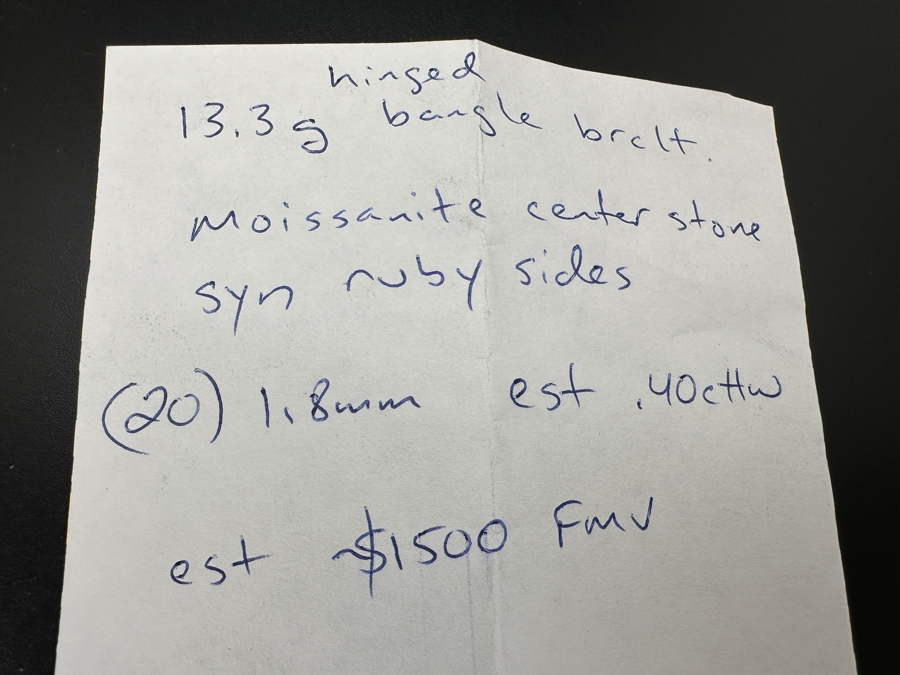 hinged
13.3g bangle brclt.
Moissanite center stone
syn ruby sides
(20) 1.8mm est .40cttw
est ~$1500 FMV